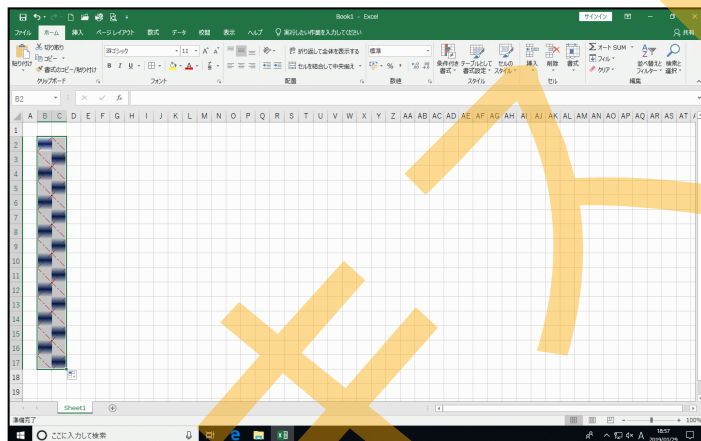 Book1 - Excel
サインイン
ファイル ホーム 挿入 ページ レイアウト 数式 データ 校閲 表示 ヘルプ 実行したい作業を入力してください 共有
貼り付け
切り取り
コピー
書式のコピー/貼り付け
クリップボード
游ゴシック 11
B I U
フォント
折り返して全体を表示する
セルを結合して中央揃え
配置
標準
数値
条件付き書式
テーブルとして書式設定
セルのスタイル
スタイル
挿入 削除 書式
セル
オート SUM
フィル
クリア
並べ替えとフィルター
検索と選択
編集
B2
fx
A B C D E F G H I J K L M N O P Q R S T U V W X Y Z AA AB AC AD AE AF AG AH AI AJ AK AL AM AN AO AP AQ AR AS AT
1
2
3
4
5
6
7
8
9
10
11
12
13
14
15
16
17
18
19
Sheet1
準備完了
100%
ここに入力して検索
A
18:57
2019/01/29